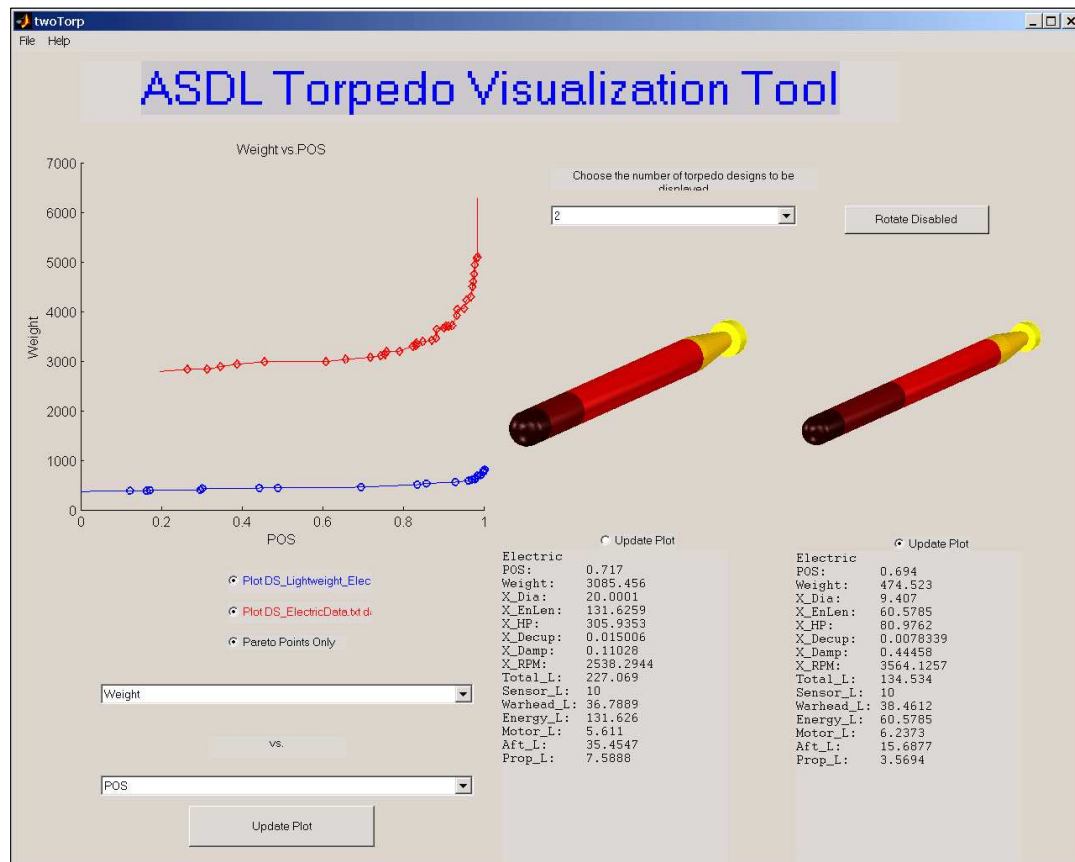 twoTorp
File Help
ASDL Torpedo Visualization Tool
Weight vs.POS
7000
6000
5000
4000
3000
2000
1000
0
Weight
0 0.2 0.4 0.6 0.8 1
POS
Choose the number of torpedo designs to be
displayed
2
Rotate Disabled
Plot DS_Lightweight_Elec
Plot DS_ElectricData.txt d
Pareto Points Only
Weight
vs.
POS
Update Plot
Update Plot
Electric
POS: 0.717
Weight: 3085.456
X_Dia: 20.0001
X_EnLen: 131.6259
X_HP: 305.9353
X_Decup: 0.015006
X_Damp: 0.11028
X_RPM: 2538.2944
Total_L: 227.069
Sensor_L: 10
Warhead_L: 36.7889
Energy_L: 131.626
Motor_L: 5.611
Aft_L: 35.4547
Prop_L: 7.5888
Update Plot
Electric
POS: 0.694
Weight: 474.523
X_Dia: 9.407
X_EnLen: 60.5785
X_HP: 80.9762
X_Decup: 0.0078339
X_Damp: 0.44458
X_RPM: 3564.1257
Total_L: 134.534
Sensor_L: 10
Warhead_L: 38.4612
Energy_L: 60.5785
Motor_L: 6.2373
Aft_L: 15.6877
Prop_L: 3.5694